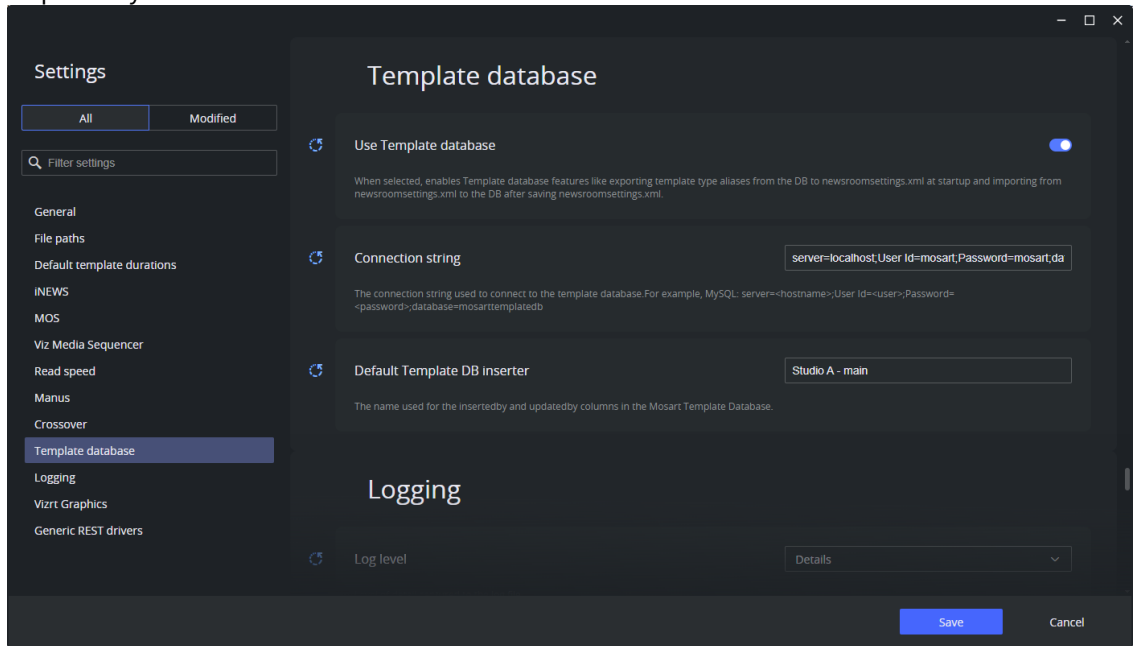 Settings
All Modified
Filter settings
General
File paths
Default template durations
iNEWS
MOS
Viz Media Sequencer
Read speed
Manus
Crossover
Template database
Logging
Vizrt Graphics
Generic REST drivers
Template database
Use Template database
When selected, enables Template database features like exporting template type aliases from the DB to newsroomsettings.xml at startup and importing from
newsroomsettings.xml to the DB after saving newsroomsettings.xml.
Connection string server=localhost;User Id=mosart;Password=mosart;da
The connection string used to connect to the template database.For example, MySQL: server=<hostname>;User Id=<user>;Password=
<password>;database=mosarttemplatedb
Default Template DB inserter Studio A - main
The name used for the insertedby and updatedby columns in the Mosart Template Database.
Logging
Log level Details
Save Cancel